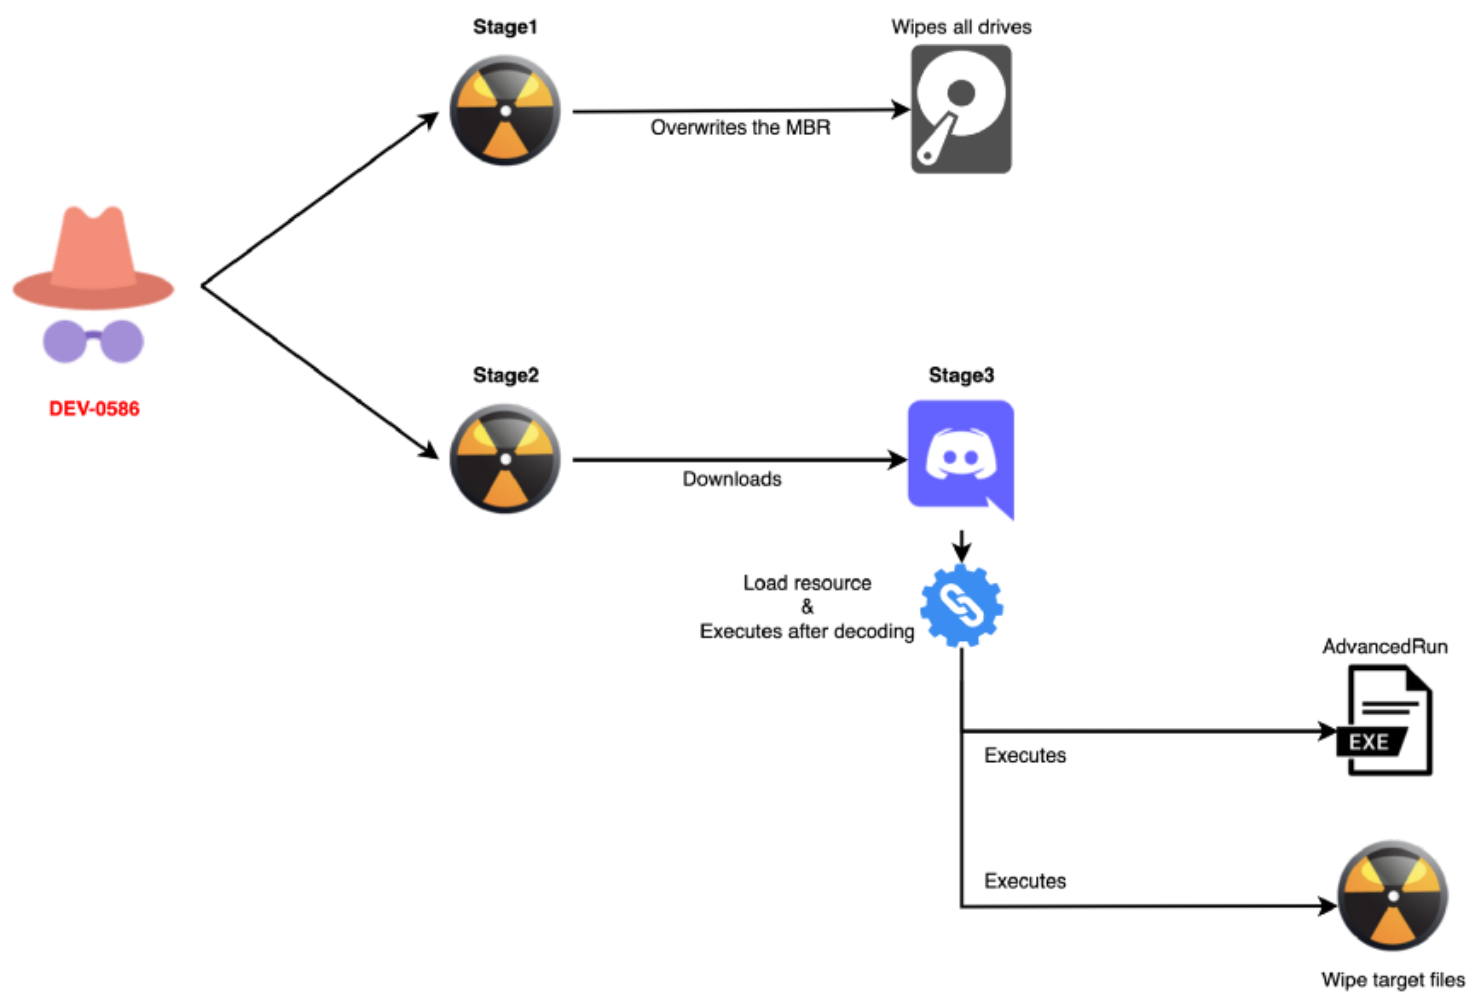 Stage1
Wipes all drives
Overwrites the MBR
DEV-0586
Stage2
Stage3
Downloads
Load resource
&
Executes after decoding
AdvancedRun
EXE
Executes
Executes
Wipe target files